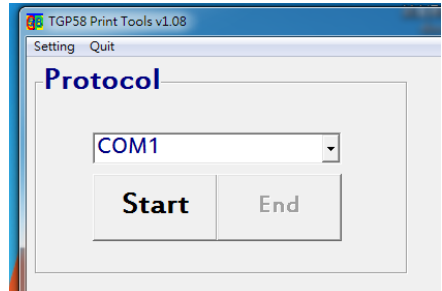 TGP58 Print Tools v1.08
Setting Quit
Protocol
COM1
Start End